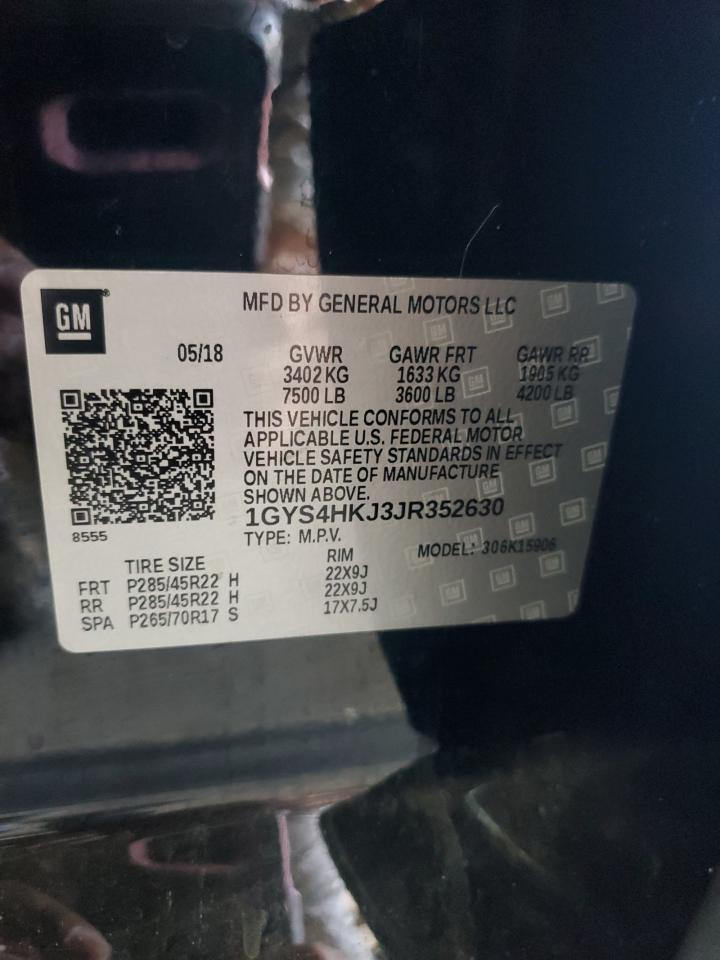 GM®
MFD BY GENERAL MOTORS LLC
05/18 GVWR GAWR FRT GAWR RR
3402 KG 1633 KG 1905 KG
7500 LB 3600 LB 4200 LB
THIS VEHICLE CONFORMS TO ALL
APPLICABLE U.S. FEDERAL MOTOR
VEHICLE SAFETY STANDARDS IN EFFECT
ON THE DATE OF MANUFACTURE
SHOWN ABOVE.
1GYS4HKJ3JR352630
8555
TYPE: M.P.V. MODEL: 306K15906
TIRE SIZE RIM
FRT P285/45R22 H 22X9J
RR P285/45R22 H 22X9J
SPA P265/70R17 S 17X7.5J